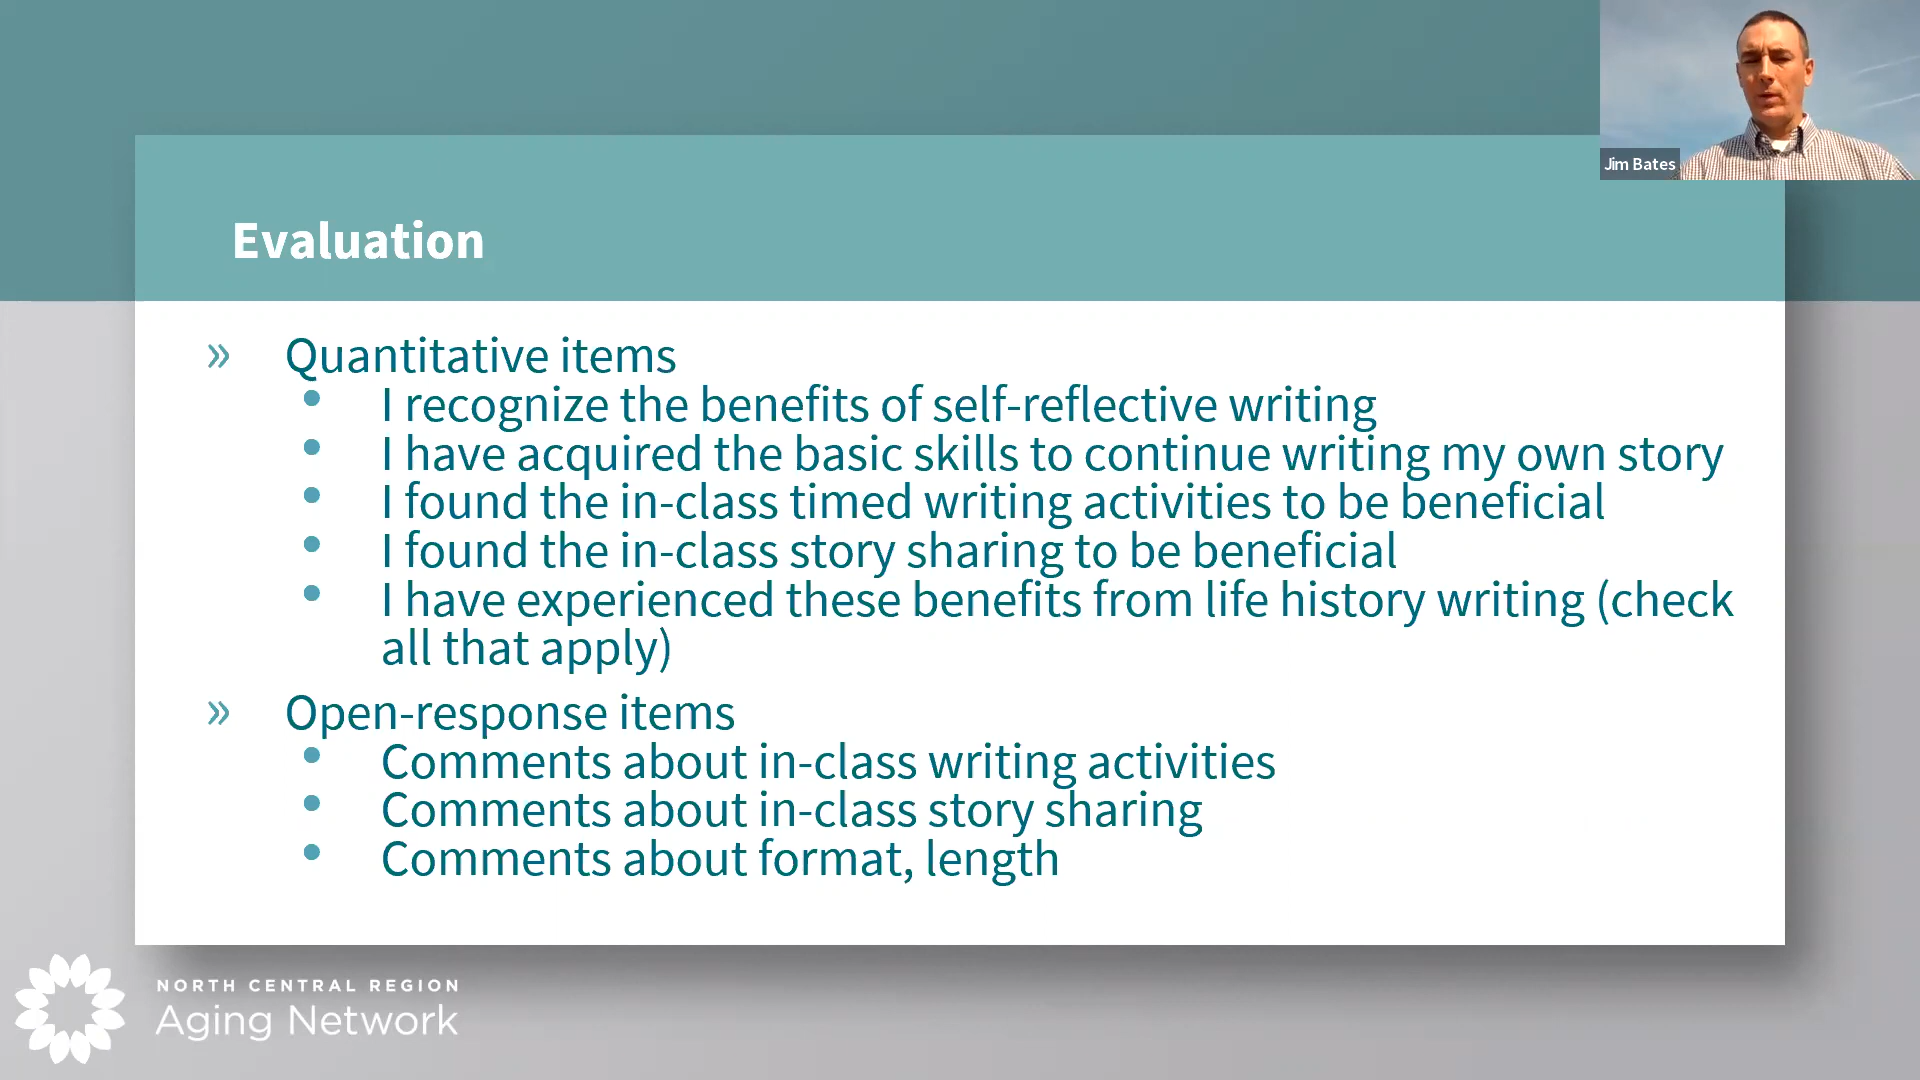 Jim Bates
Evaluation
» Quantitative items
• I recognize the benefits of self-reflective writing
• I have acquired the basic skills to continue writing my own story
• I found the in-class timed writing activities to be beneficial
• I found the in-class story sharing to be beneficial
• I have experienced these benefits from life history writing (check
all that apply)
» Open-response items
• Comments about in-class writing activities
• Comments about in-class story sharing
• Comments about format, length
NORTH CENTRAL REGION
Aging Network